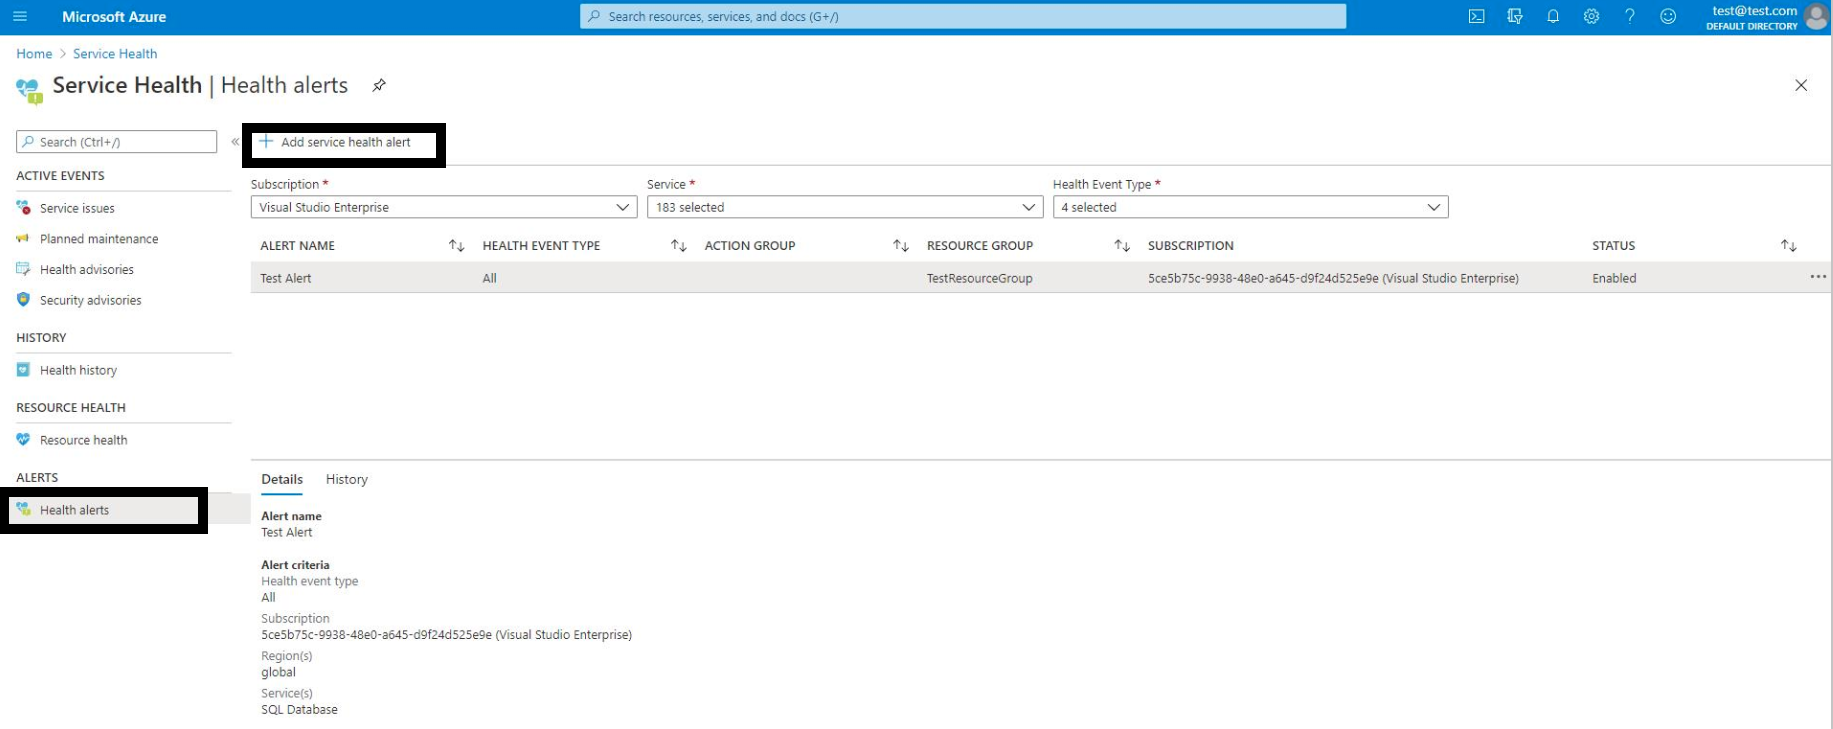 Microsoft Azure
Search resources, services, and docs (G+/)
test@test.com
DEFAULT DIRECTORY
Home > Service Health
Service Health | Health alerts
Search (Ctrl+/)
«
+ Add service health alert
ACTIVE EVENTS
Service issues
Planned maintenance
Health advisories
Security advisories
HISTORY
Health history
RESOURCE HEALTH
Resource health
ALERTS
Health alerts
Subscription * Service * Health Event Type *
Visual Studio Enterprise 183 selected 4 selected
ALERT NAME HEALTH EVENT TYPE ACTION GROUP RESOURCE GROUP SUBSCRIPTION STATUS
Test Alert All TestResourceGroup 5ce5b75c-9938-48e0-a645-d9f24d525e9e (Visual Studio Enterprise) Enabled
Details History
Alert name
Test Alert
Alert criteria
Health event type
All
Subscription
5ce5b75c-9938-48e0-a645-d9f24d525e9e (Visual Studio Enterprise)
Region(s)
global
Service(s)
SQL Database